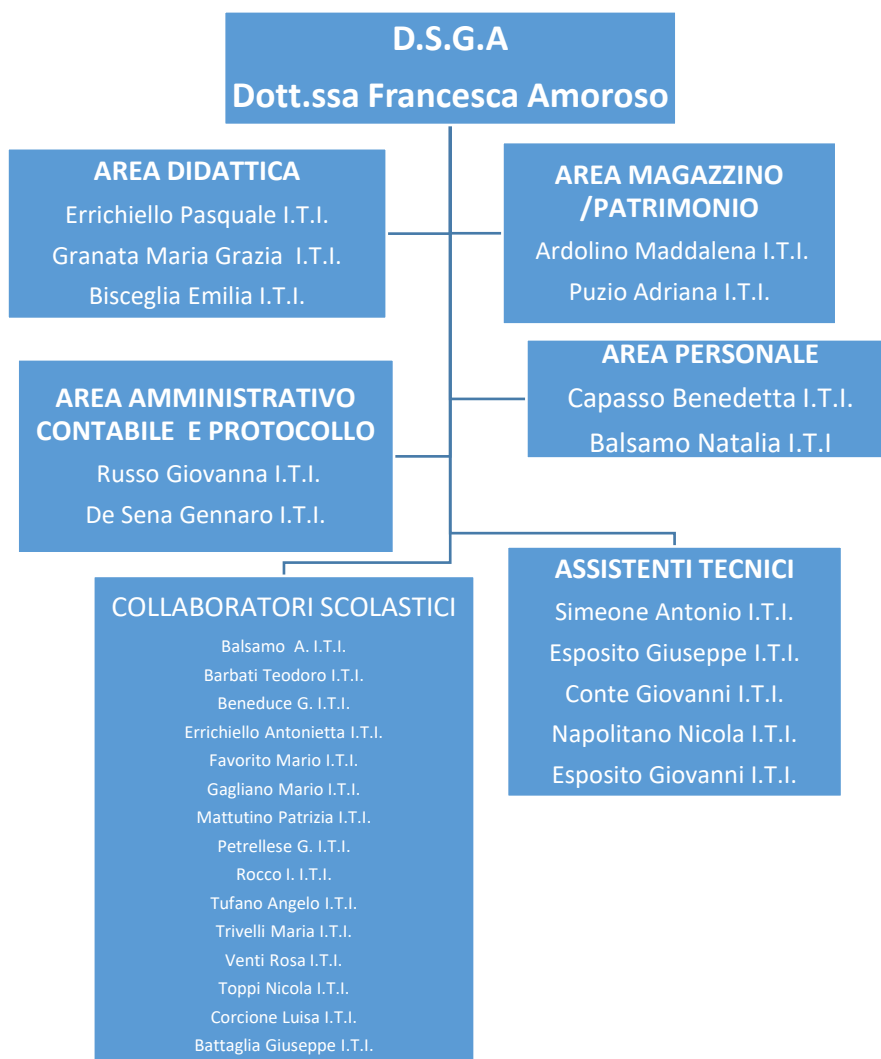 D.S.G.A
Dott.ssa Francesca Amoroso
AREA DIDATTICA
Errichiello Pasquale I.T.I.
Granata Maria Grazia I.T.I.
Bisceglia Emilia I.T.I.
AREA MAGAZZINO
/PATRIMONIO
Ardolino Maddalena I.T.I.
Puzio Adriana I.T.I.
AREA AMMINISTRATIVO
CONTABILE E PROTOCOLLO
Russo Giovanna I.T.I.
De Sena Gennaro I.T.I.
AREA PERSONALE
Capasso Benedetta I.T.I.
Balsamo Natalia I.T.I
COLLABORATORI SCOLASTICI
Balsamo A. I.T.I.
Barbati Teodoro I.T.I.
Beneduce G. I.T.I.
Errichiello Antonietta I.T.I.
Favorito Mario I.T.I.
Gagliano Mario I.T.I.
Mattutino Patrizia I.T.I.
Petrellese G. I.T.I.
Rocco I. I.T.I.
Tufano Angelo I.T.I.
Trivelli Maria I.T.I.
Venti Rosa I.T.I.
Toppi Nicola I.T.I.
Corcione Luisa I.T.I.
Battaglia Giuseppe I.T.I.
ASSISTENTI TECNICI
Simeone Antonio I.T.I.
Esposito Giuseppe I.T.I.
Conte Giovanni I.T.I.
Napolitano Nicola I.T.I.
Esposito Giovanni I.T.I.